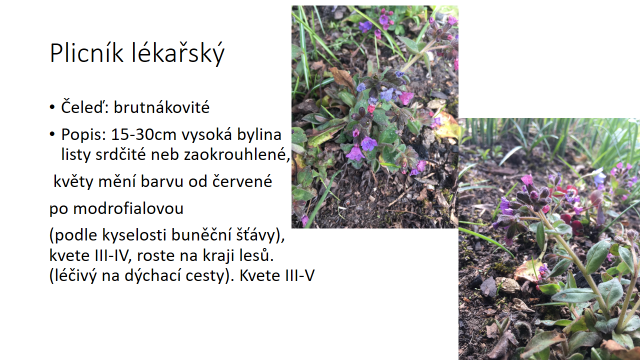 Plicník lékařský
• Čeleď: brutnákovité
• Popis: 15-30cm vysoká bylina
listy srdčité neb zaokrouhlené,
květy mění barvu od červené
po modrofialovou
(podle kyselosti buněční šťávy),
kvete III-IV, roste na kraji lesů.
(léčivý na dýchací cesty). Kvete III-V